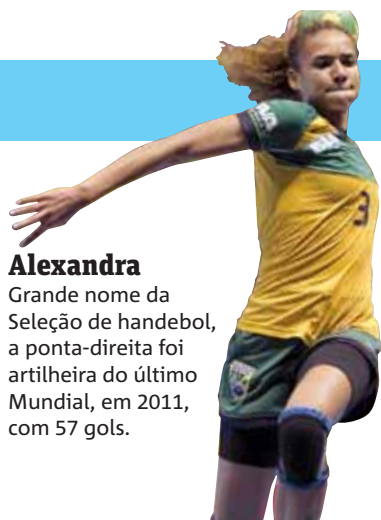 Alexandra
Grande nome da
Seleção de handebol,
a ponta-direita foi
artilheira do último
Mundial, em 2011,
com 57 gols.
3